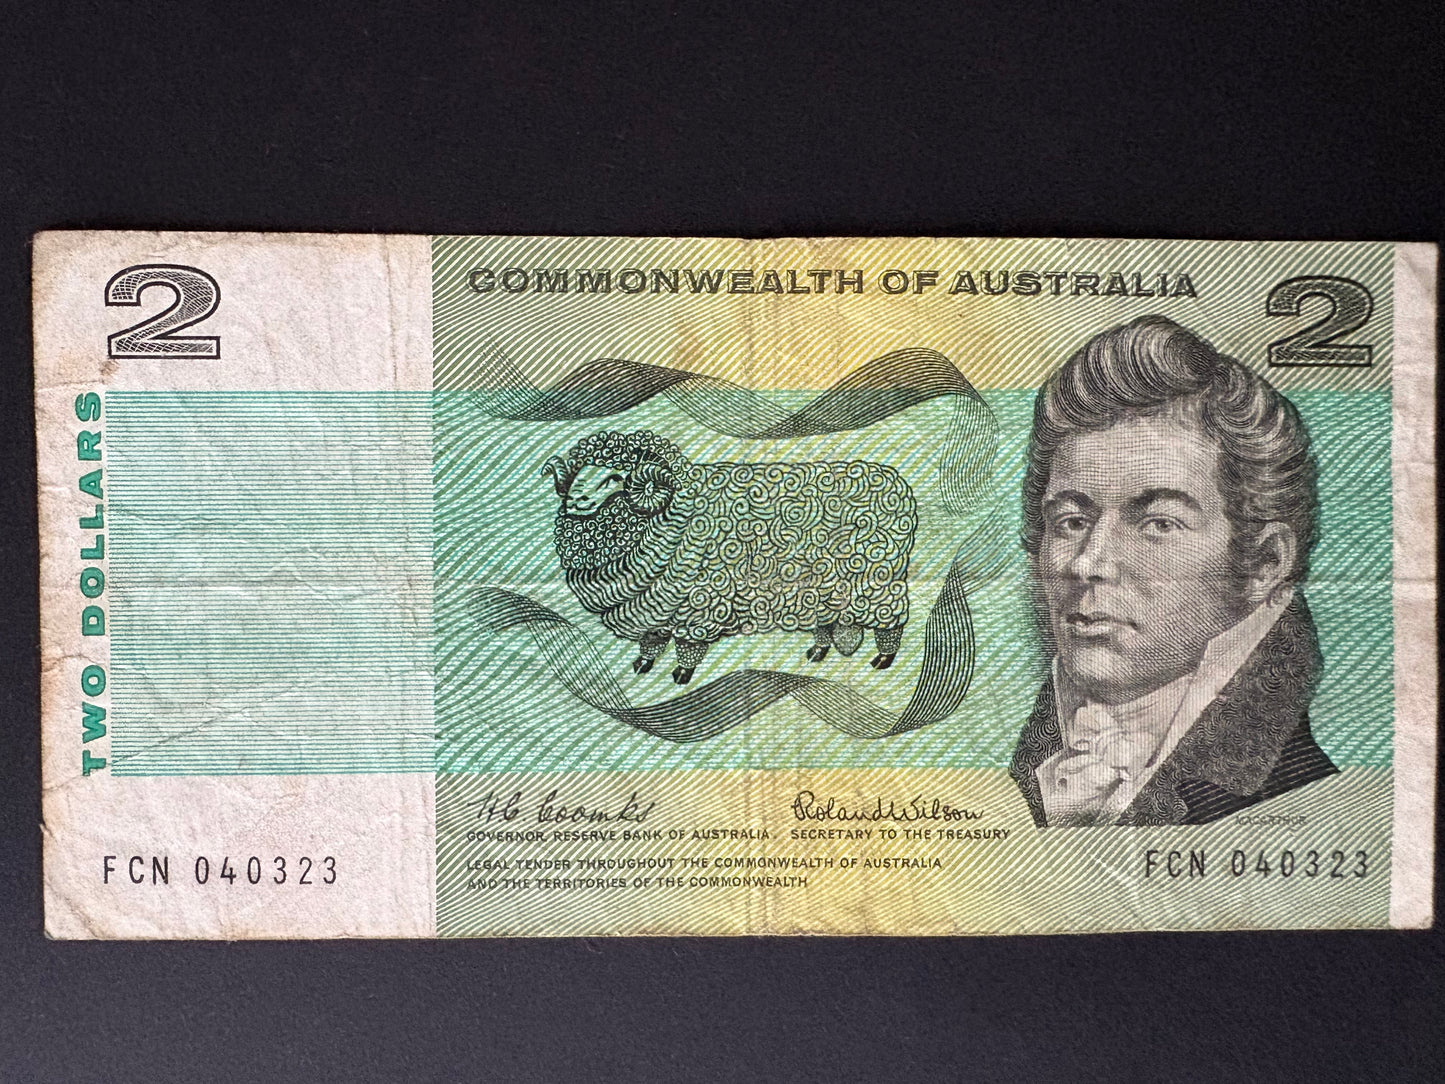 2
COMMONWEALTH OF AUSTRALIA
2
TWO DOLLARS
H.C. Coombs
Roland Wilson
GOVERNOR, RESERVE BANK OF AUSTRALIA.
SECRETARY TO THE TREASURY
MACARTHUR
LEGAL TENDER THROUGHOUT THE COMMONWEALTH OF AUSTRALIA
AND THE TERRITORIES OF THE COMMONWEALTH
FCN 040323
FCN 040323